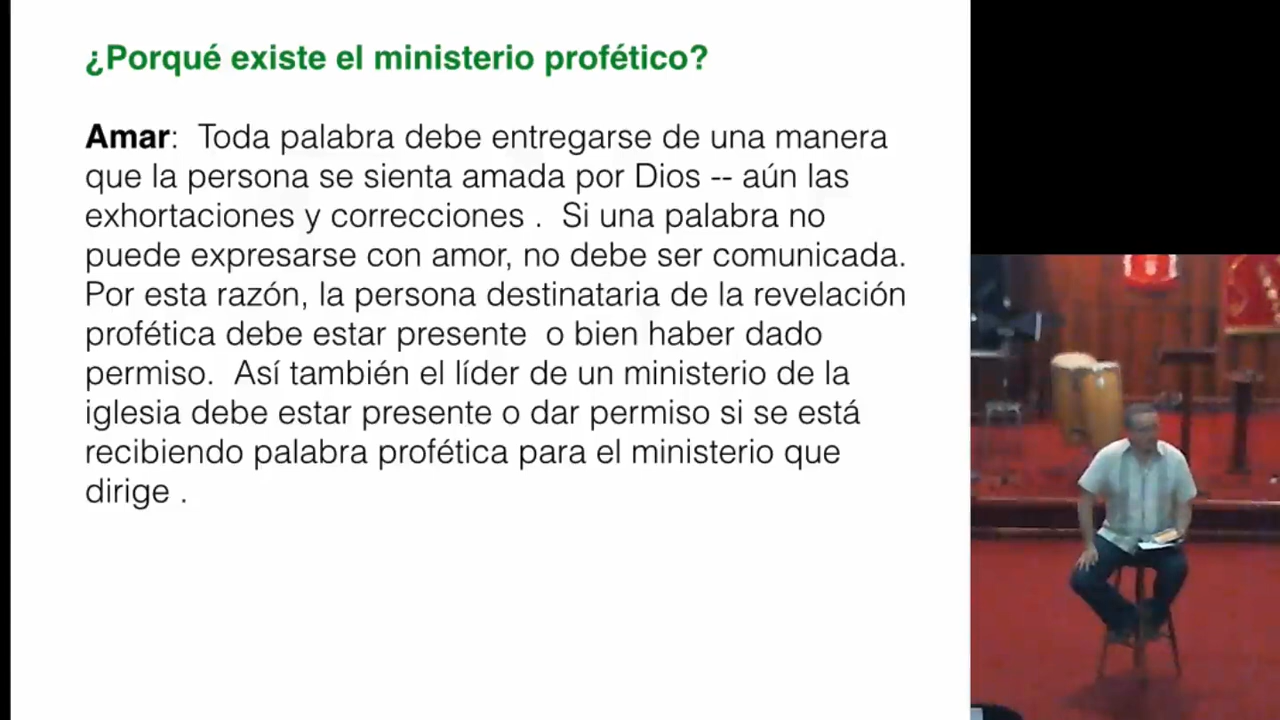 ¿Porqué existe el ministerio profético?
Amar:  Toda palabra debe entregarse de una manera
que la persona se sienta amada por Dios -- aún las
exhortaciones y correcciones .  Si una palabra no
puede expresarse con amor, no debe ser comunicada.
Por esta razón, la persona destinataria de la revelación
profética debe estar presente  o bien haber dado
permiso.  Así también el líder de un ministerio de la
iglesia debe estar presente o dar permiso si se está
recibiendo palabra profética para el ministerio que
dirige .